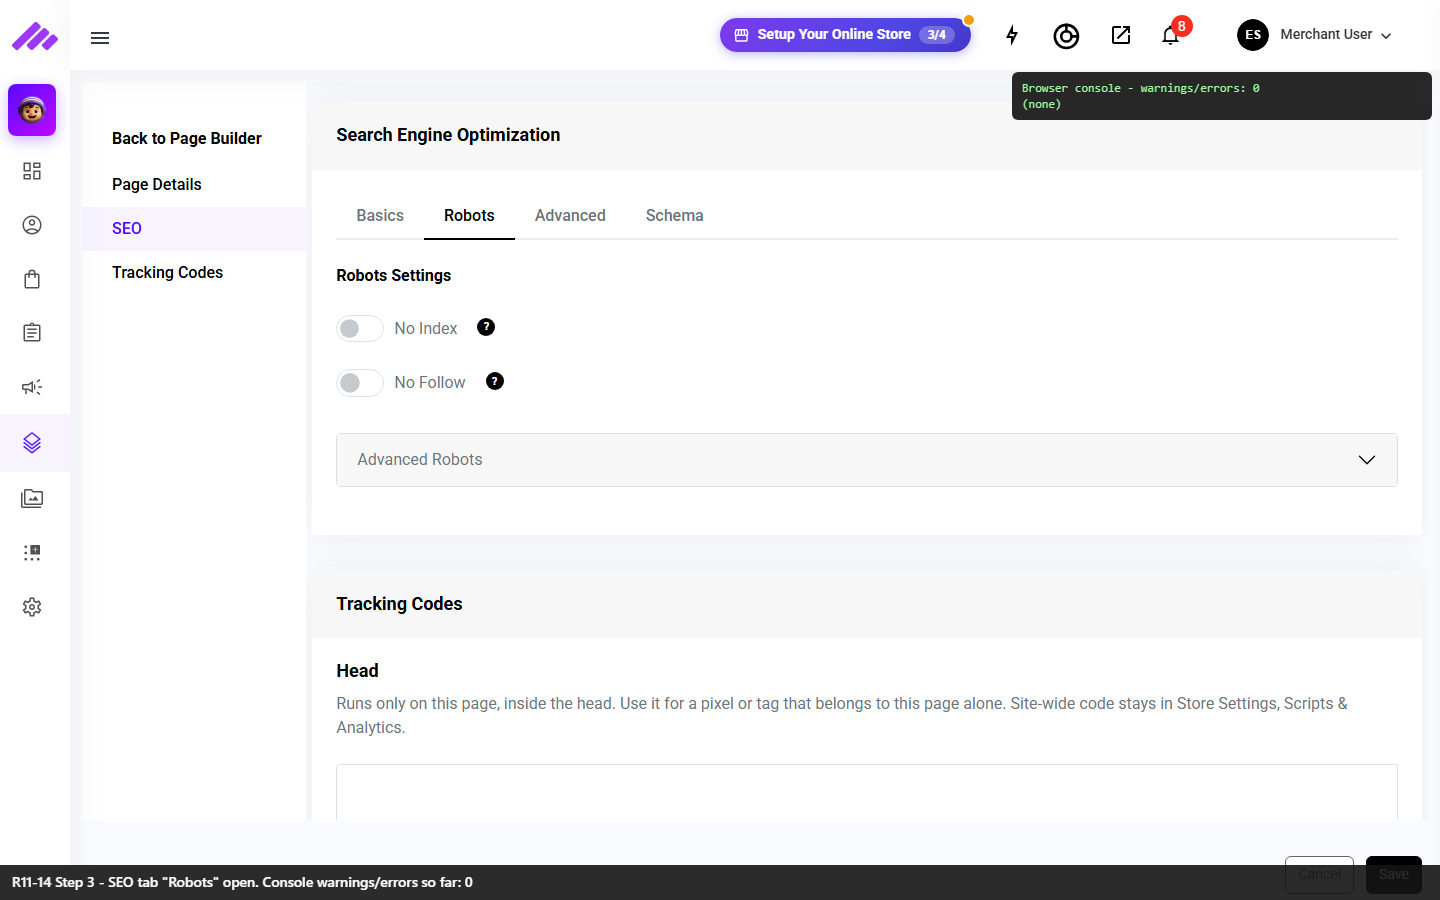 Setup Your Online Store 3/4
8
ES
Merchant User
Browser console - warnings/errors: 0
(none)
Back to Page Builder
Page Details
SEO
Tracking Codes
Search Engine Optimization
Basics
Robots
Advanced
Schema
Robots Settings
No Index ?
No Follow ?
Advanced Robots
Tracking Codes
Head
Runs only on this page, inside the head. Use it for a pixel or tag that belongs to this page alone. Site-wide code stays in Store Settings, Scripts &
Analytics.
Cancel
Save
R11-14 Step 3 - SEO tab "Robots" open. Console warnings/errors so far: 0